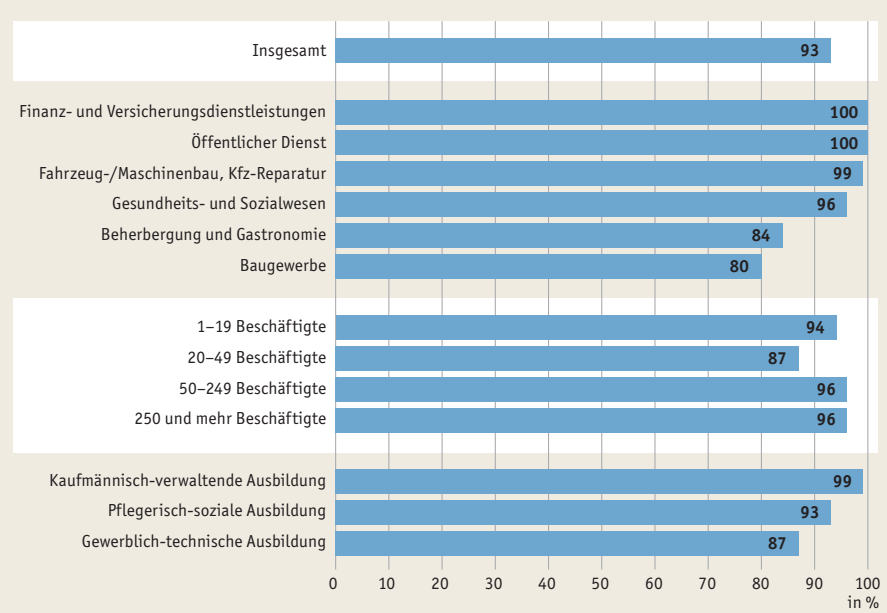 Insgesamt 93
Finanz- und Versicherungsdienstleistungen 100
Öffentlicher Dienst 100
Fahrzeug-/Maschinenbau, Kfz-Reparatur 99
Gesundheits- und Sozialwesen 96
Beherbergung und Gastronomie 84
Baugewerbe 80
1–19 Beschäftigte 94
20–49 Beschäftigte 87
50–249 Beschäftigte 96
250 und mehr Beschäftigte 96
Kaufmännisch-verwaltende Ausbildung 99
Pflegerisch-soziale Ausbildung 93
Gewerblich-technische Ausbildung 87
0 10 20 30 40 50 60 70 80 90 100
in %